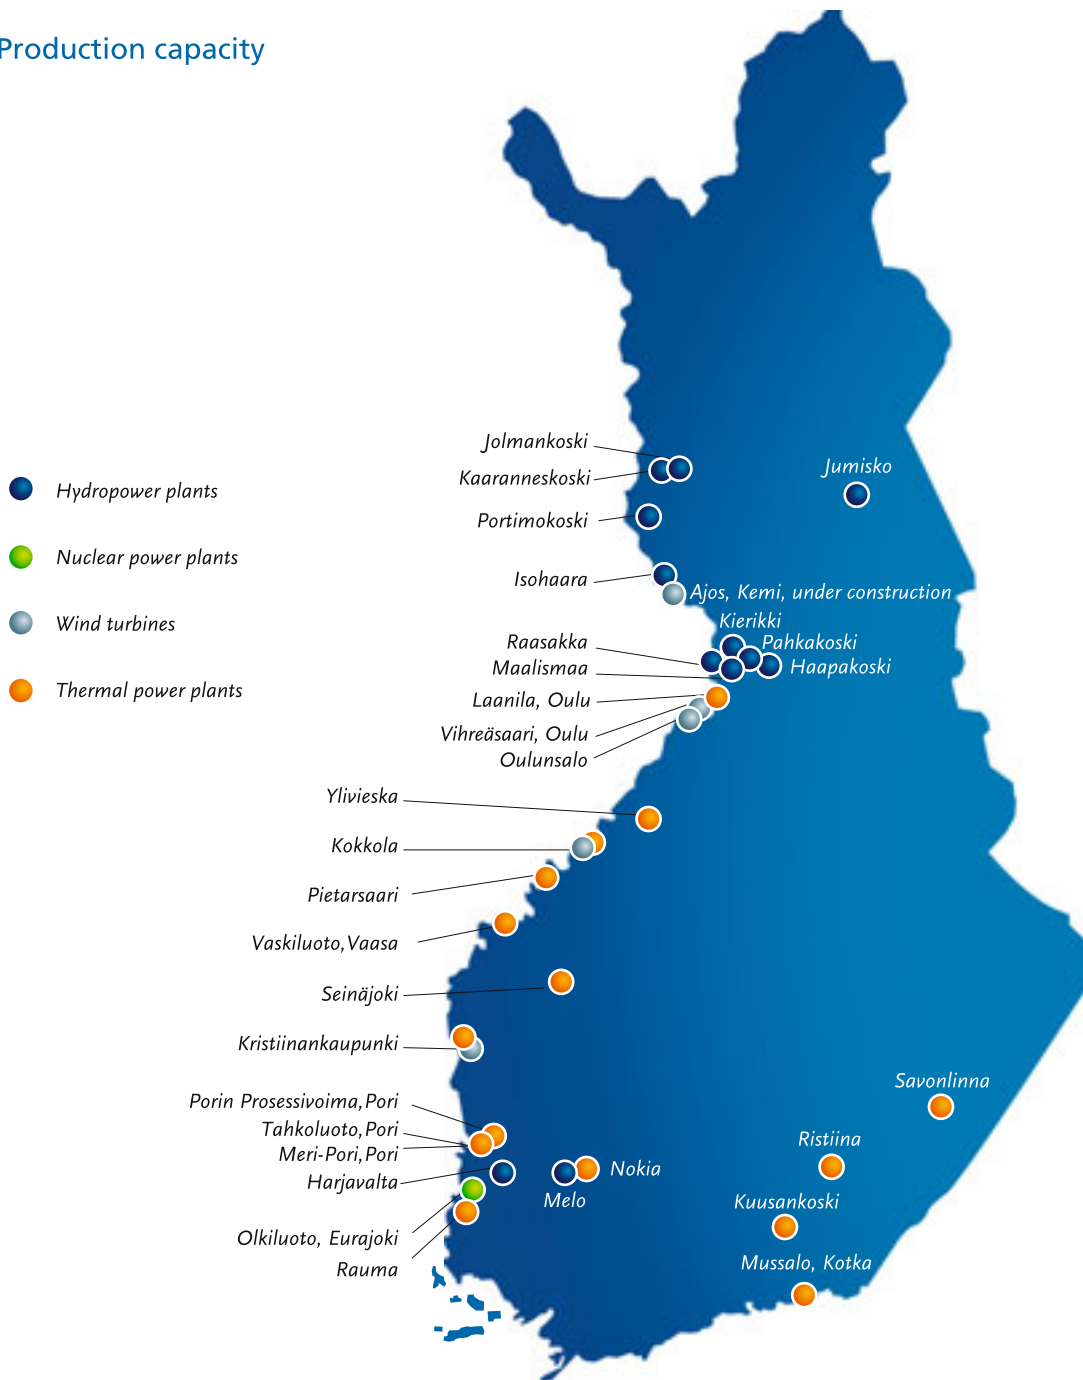 Production capacity
Jolmankoski
Kaaranneskoski
Jumisko
Hydropower plants
Portimokoski
Nuclear power plants
Isohaara
Ajos, Kemi, under construction
Wind turbines
Kierikki
Raasakka
Pahkakoski
Maalismaa
Haapakoski
Thermal power plants
Laanila, Oulu
Vihreäsaari, Oulu
Oulunsalo
Ylivieska
Kokkola
Pietarsaari
Vaskiluoto, Vaasa
Seinäjoki
Kristiinankaupunki
Savonlinna
Porin Prosessivoima, Pori
Tahkoluoto, Pori
Ristiina
Meri-Pori, Pori
Nokia
Harjavalta
Melo
Kuusankoski
Olkiluoto, Eurajoki
Mussalo, Kotka
Rauma